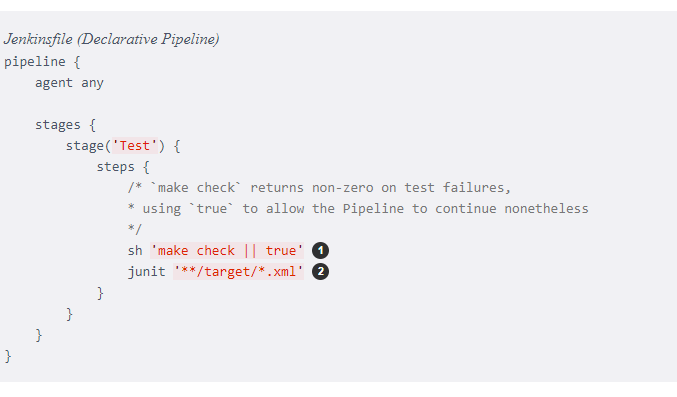 Jenkinsfile (Declarative Pipeline)
pipeline {
    agent any

    stages {
        stage('Test') {
            steps {
                /* `make check` returns non-zero on test failures,
                * using `true` to allow the Pipeline to continue nonetheless
                */
                sh 'make check || true' 1
                junit '**/target/*.xml' 2
            }
        }
    }
}